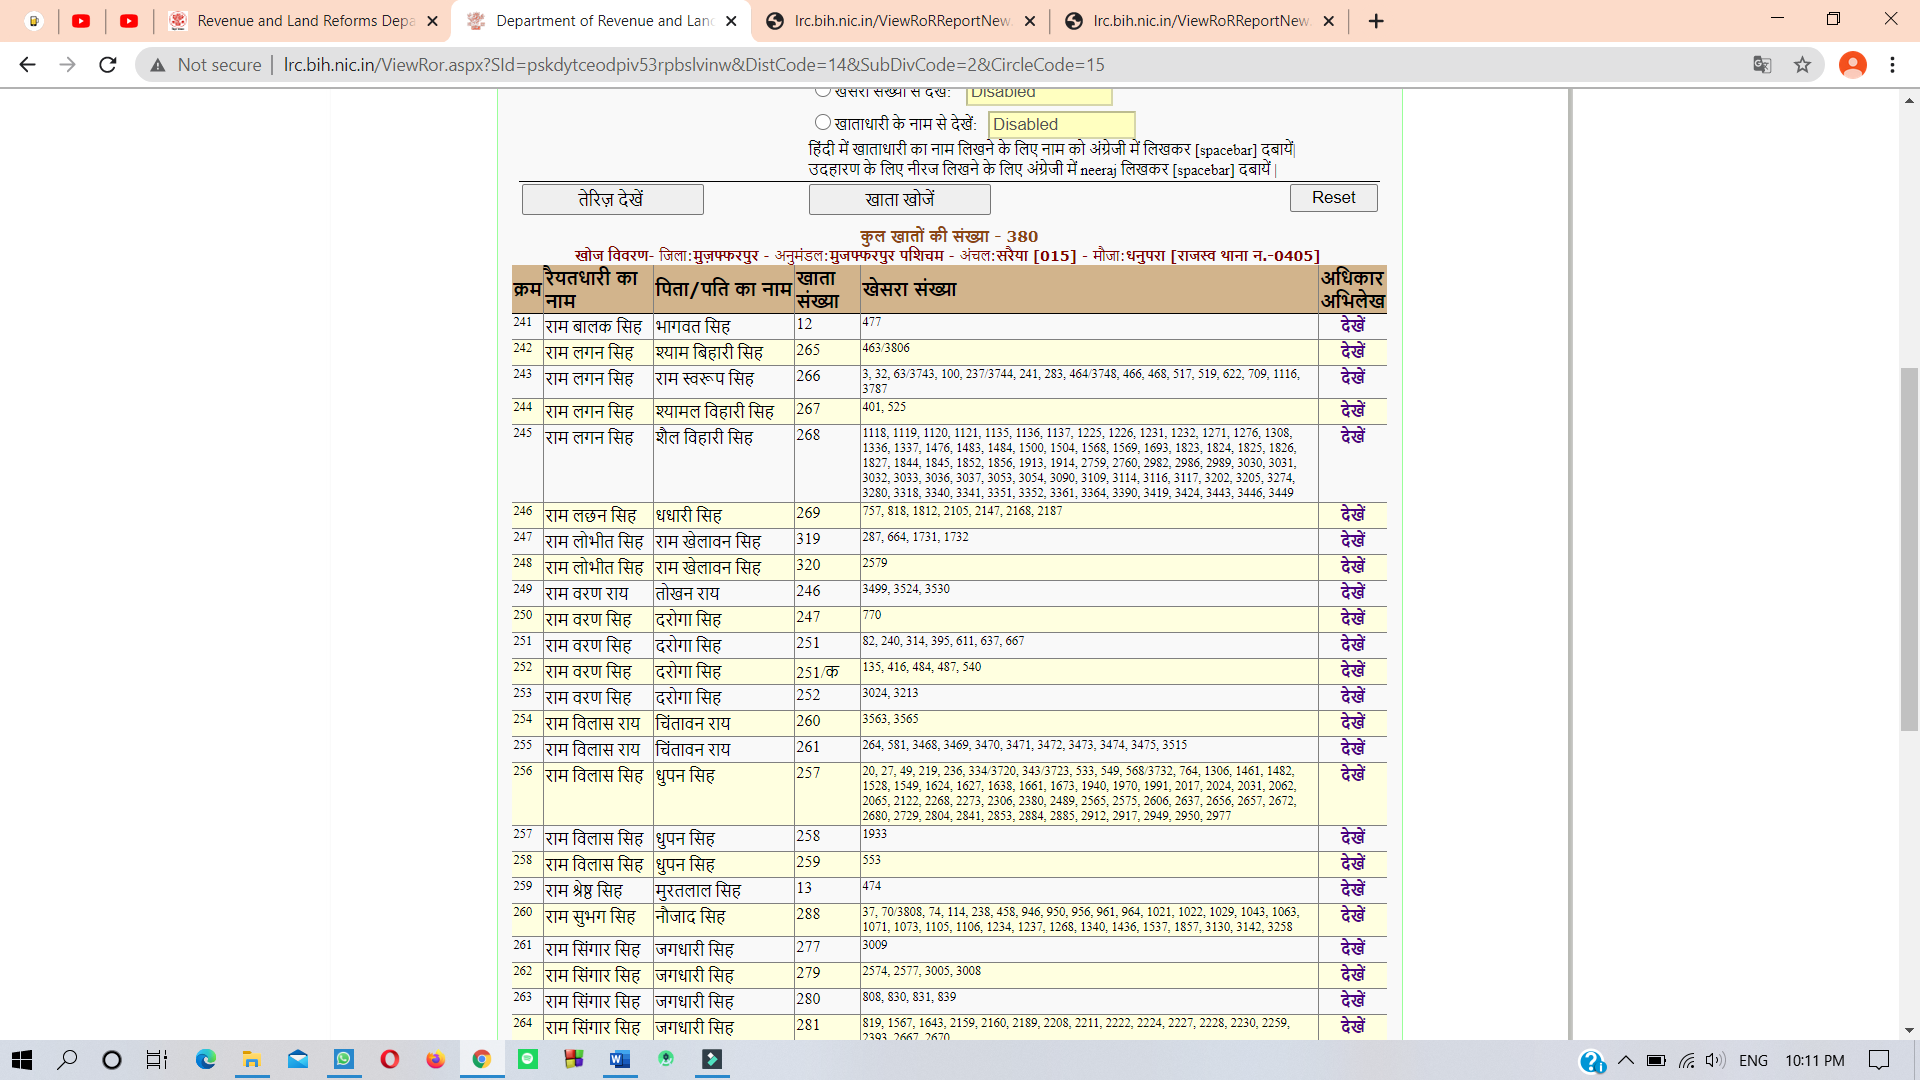 Revenue and Land Reforms Depa
Department of Revenue and Lan
lrc.bih.nic.in/ViewRoRReportNew.
lrc.bih.nic.in/ViewRoRReportNew.
Not secure | lrc.bih.nic.in/ViewRor.aspx?SId=pskdytceodpiv53rpbslvinw&DistCode=14&SubDivCode=2&CircleCode=15
खेसरा संख्या से देखें: Disabled
खाताधारी के नाम से देखें: Disabled
हिंदी में खाताधारी का नाम लिखने के लिए नाम को अंग्रेजी में लिखकर [spacebar] दबायें|
उदहारण के लिए नीरज लिखने के लिए अंग्रेजी में neeraj लिखकर [spacebar] दबायें |
तेरिज़ देखें खाता खोजें Reset
कुल खातों की संख्या - 380
खोज विवरण- जिला:मुज़फ्फरपुर - अनुमंडल:मुजफ्फरपुर पशिचम - अंचल:सरैया [015] - मौजा:धनुपरा [राजस्व थाना न.-0405]
क्रम रैयतधारी का नाम पिता/पति का नाम खाता संख्या खेसरा संख्या अधिकार अभिलेख
241 राम बालक सिह भागवत सिह 12 477 देखें
242 राम लगन सिह श्याम बिहारी सिह 265 463/3806 देखें
243 राम लगन सिह राम स्वरूप सिह 266 3, 32, 63/3743, 100, 237/3744, 241, 283, 464/3748, 466, 468, 517, 519, 622, 709, 1116, देखें
3787
244 राम लगन सिह श्यामल विहारी सिह 267 401, 525 देखें
245 राम लगन सिह शैल विहारी सिह 268 1118, 1119, 1120, 1121, 1135, 1136, 1137, 1225, 1226, 1231, 1232, 1271, 1276, 1308, देखें
1336, 1337, 1476, 1483, 1484, 1500, 1504, 1568, 1569, 1693, 1823, 1824, 1825, 1826,
1827, 1844, 1845, 1852, 1856, 1913, 1914, 2759, 2760, 2982, 2986, 2989, 3030, 3031,
3032, 3033, 3036, 3037, 3053, 3054, 3090, 3109, 3114, 3116, 3117, 3202, 3205, 3274,
3280, 3318, 3340, 3341, 3351, 3352, 3361, 3364, 3390, 3419, 3424, 3443, 3446, 3449
246 राम लछन सिह धधारी सिह 269 757, 818, 1812, 2105, 2147, 2168, 2187 देखें
247 राम लोभीत सिह राम खेलावन सिह 319 287, 664, 1731, 1732 देखें
248 राम लोभीत सिह राम खेलावन सिह 320 2579 देखें
249 राम वरण राय तोखन राय 246 3499, 3524, 3530 देखें
250 राम वरण सिह दरोगा सिह 247 770 देखें
251 राम वरण सिह दरोगा सिह 251 82, 240, 314, 395, 611, 637, 667 देखें
252 राम वरण सिह दरोगा सिह 251/क 135, 416, 484, 487, 540 देखें
253 राम वरण सिह दरोगा सिह 252 3024, 3213 देखें
254 राम विलास राय चिंतावन राय 260 3563, 3565 देखें
255 राम विलास राय चिंतावन राय 261 264, 581, 3468, 3469, 3470, 3471, 3472, 3473, 3474, 3475, 3515 देखें
256 राम विलास सिह धुपन सिह 257 20, 27, 49, 219, 236, 334/3720, 343/3723, 533, 549, 568/3732, 764, 1306, 1461, 1482, देखें
1528, 1549, 1624, 1627, 1638, 1661, 1673, 1940, 1970, 1991, 2017, 2024, 2031, 2062,
2065, 2122, 2268, 2273, 2306, 2380, 2489, 2565, 2575, 2606, 2637, 2656, 2657, 2672,
2680, 2729, 2804, 2841, 2853, 2884, 2885, 2912, 2917, 2949, 2950, 2977
257 राम विलास सिह धुपन सिह 258 1933 देखें
258 राम विलास सिह धुपन सिह 259 553 देखें
259 राम श्रेष्ठ सिह मुरतलाल सिह 13 474 देखें
260 राम सुभग सिह नौजाद सिह 288 37, 70/3808, 74, 114, 238, 458, 946, 950, 956, 961, 964, 1021, 1022, 1029, 1043, 1063, देखें
1071, 1073, 1105, 1106, 1234, 1237, 1268, 1340, 1436, 1537, 1857, 3130, 3142, 3258
261 राम सिंगार सिह जगधारी सिह 277 3009 देखें
262 राम सिंगार सिह जगधारी सिह 279 2574, 2577, 3005, 3008 देखें
263 राम सिंगार सिह जगधारी सिह 280 808, 830, 831, 839 देखें
264 राम सिंगार सिह जगधारी सिह 281 819, 1567, 1643, 2159, 2160, 2189, 2208, 2211, 2222, 2224, 2227, 2228, 2230, 2259, देखें
2393, 2667, 2670
ENG 10:11 PM